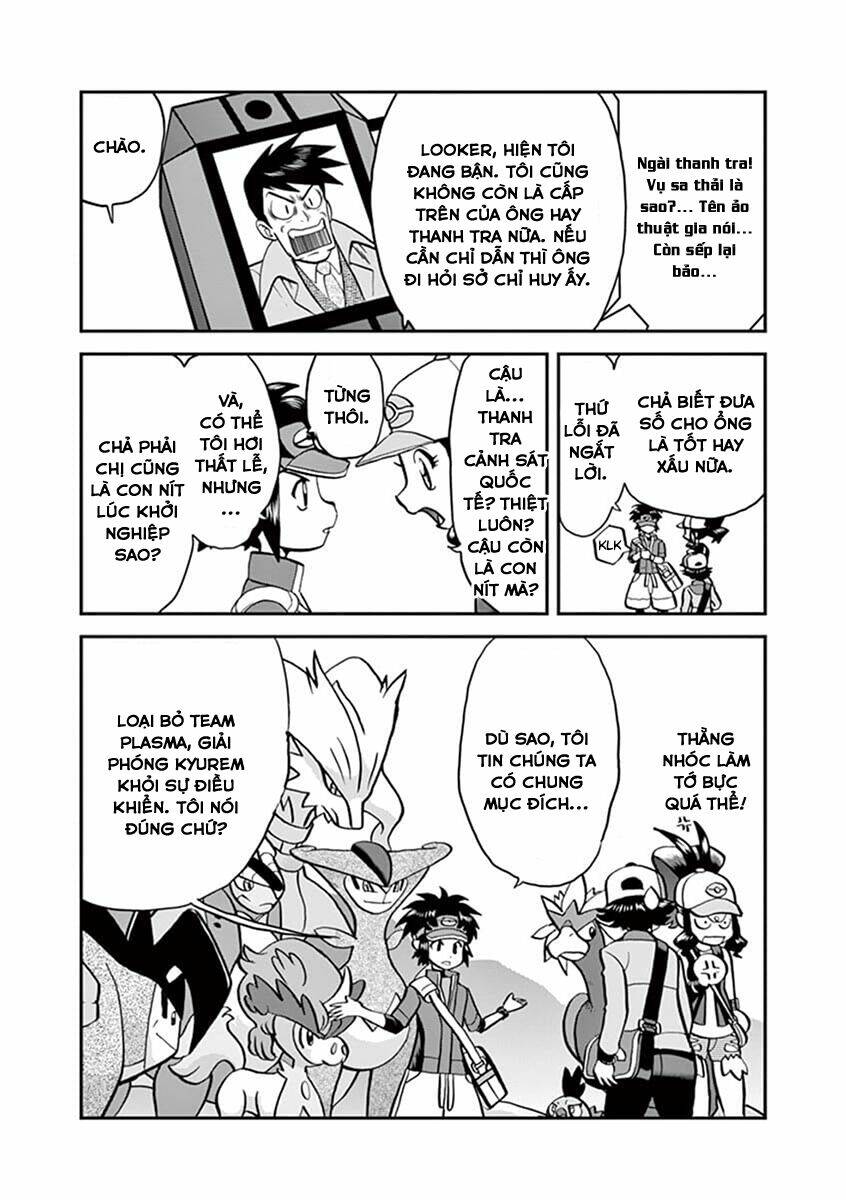 Ngài thanh tra!
Vụ sa thải là
sao?... Tên ảo
thuật gia nói...
Còn sếp lại
bảo...
LOOKER, HIỆN TÔI
ĐANG BẬN. TÔI CŨNG
KHÔNG CÒN LÀ CẤP
TRÊN CỦA ÔNG HAY
THANH TRA NỮA. NẾU
CẦN CHỈ DẪN THÌ ÔNG
ĐI HỎI SỞ CHỈ HUY ẤY.
CHÀO.
CHẢ BIẾT ĐƯA
SỐ CHO ỔNG
LÀ TỐT HAY
XẤU NỮA.
THỨ
LỖI ĐÃ
NGẮT
LỜI.
KLK
CẬU
LÀ...
THANH
TRA
CẢNH SÁT
QUỐC
TẾ? THIỆT
LUÔN?
CẬU CÒN
LÀ CON
NÍT MÀ?
TỪNG
THÔI.
VÀ,
CÓ THỂ
TÔI HƠI
THẤT LỄ,
NHƯNG
...
CHẢ PHẢI
CHỊ CŨNG
LÀ CON NÍT
LÚC KHỞI
NGHIỆP
SAO?
THẰNG
NHÓC LÀM
TỚ BỰC
QUÁ THỂ!
DÙ SAO, TÔI
TIN CHÚNG TA
CÓ CHUNG
MỤC ĐÍCH...
LOẠI BỎ TEAM
PLASMA, GIẢI
PHÓNG KYUREM
KHỎI SỰ ĐIỀU
KHIỂN. TÔI NÓI
ĐÚNG CHỨ?